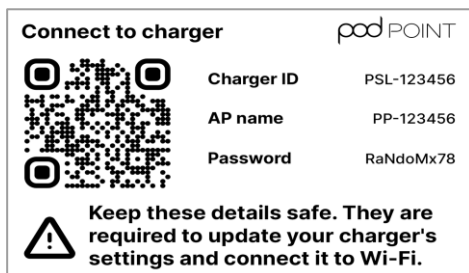 Connect to charger
pod POINT
Charger ID PSL-123456
AP name PP-123456
Password RaNdoMx78
Keep these details safe. They are
required to update your charger's
settings and connect it to Wi-Fi.